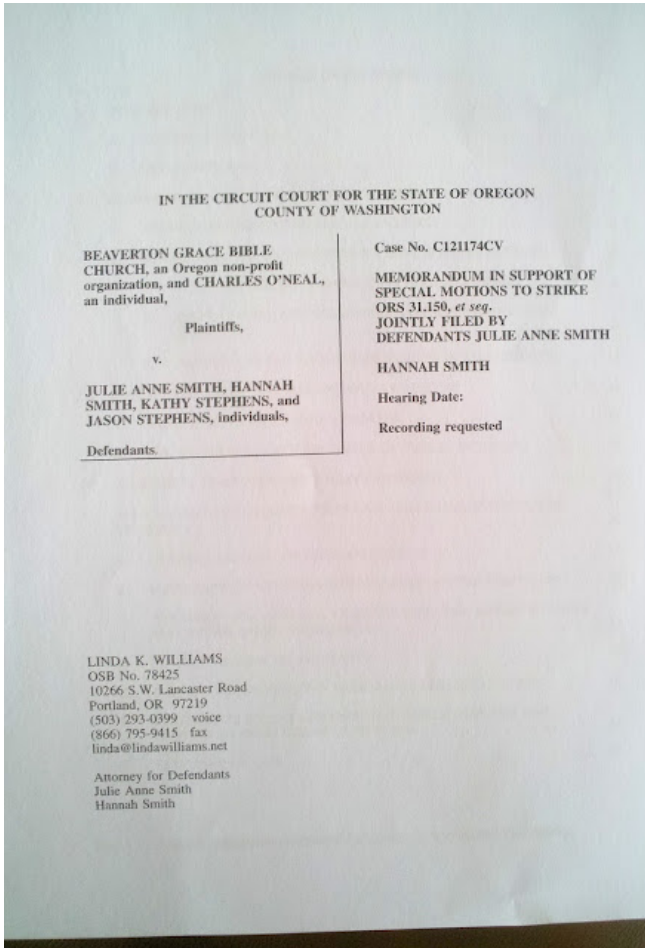 IN THE CIRCUIT COURT FOR THE STATE OF OREGON
COUNTY OF WASHINGTON
BEAVERTON GRACE BIBLE
CHURCH, an Oregon non-profit
organization, and CHARLES O'NEAL,
an individual,
Plaintiffs,
v.
JULIE ANNE SMITH, HANNAH
SMITH, KATHY STEPHENS, and
JASON STEPHENS, individuals,
Defendants.
Case No. C121174CV
MEMORANDUM IN SUPPORT OF
SPECIAL MOTIONS TO STRIKE
ORS 31.150, et seq.
JOINTLY FILED BY
DEFENDANTS JULIE ANNE SMITH
HANNAH SMITH
Hearing Date:
Recording requested
LINDA K. WILLIAMS
OSB No. 78425
10266 S.W. Lancaster Road
Portland, OR 97219
(503) 293-0399 voice
(866) 795-9415 fax
linda@lindawilliams.net
Attorney for Defendants
Julie Anne Smith
Hannah Smith